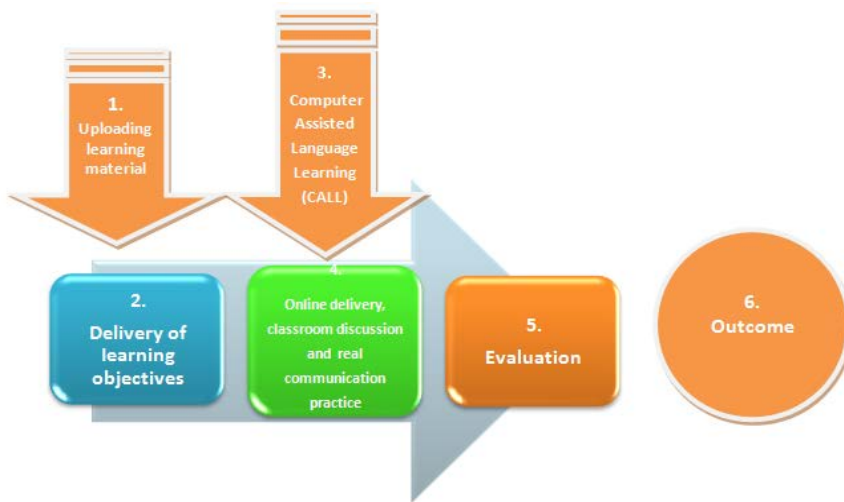 1.
Uploading
learning
material
3.
Computer
Assisted
Language
Learning
(CALL)
2.
Delivery of
learning
objectives
4.
Online delivery,
classroom discussion
and real
communication
practice
5.
Evaluation
6.
Outcome